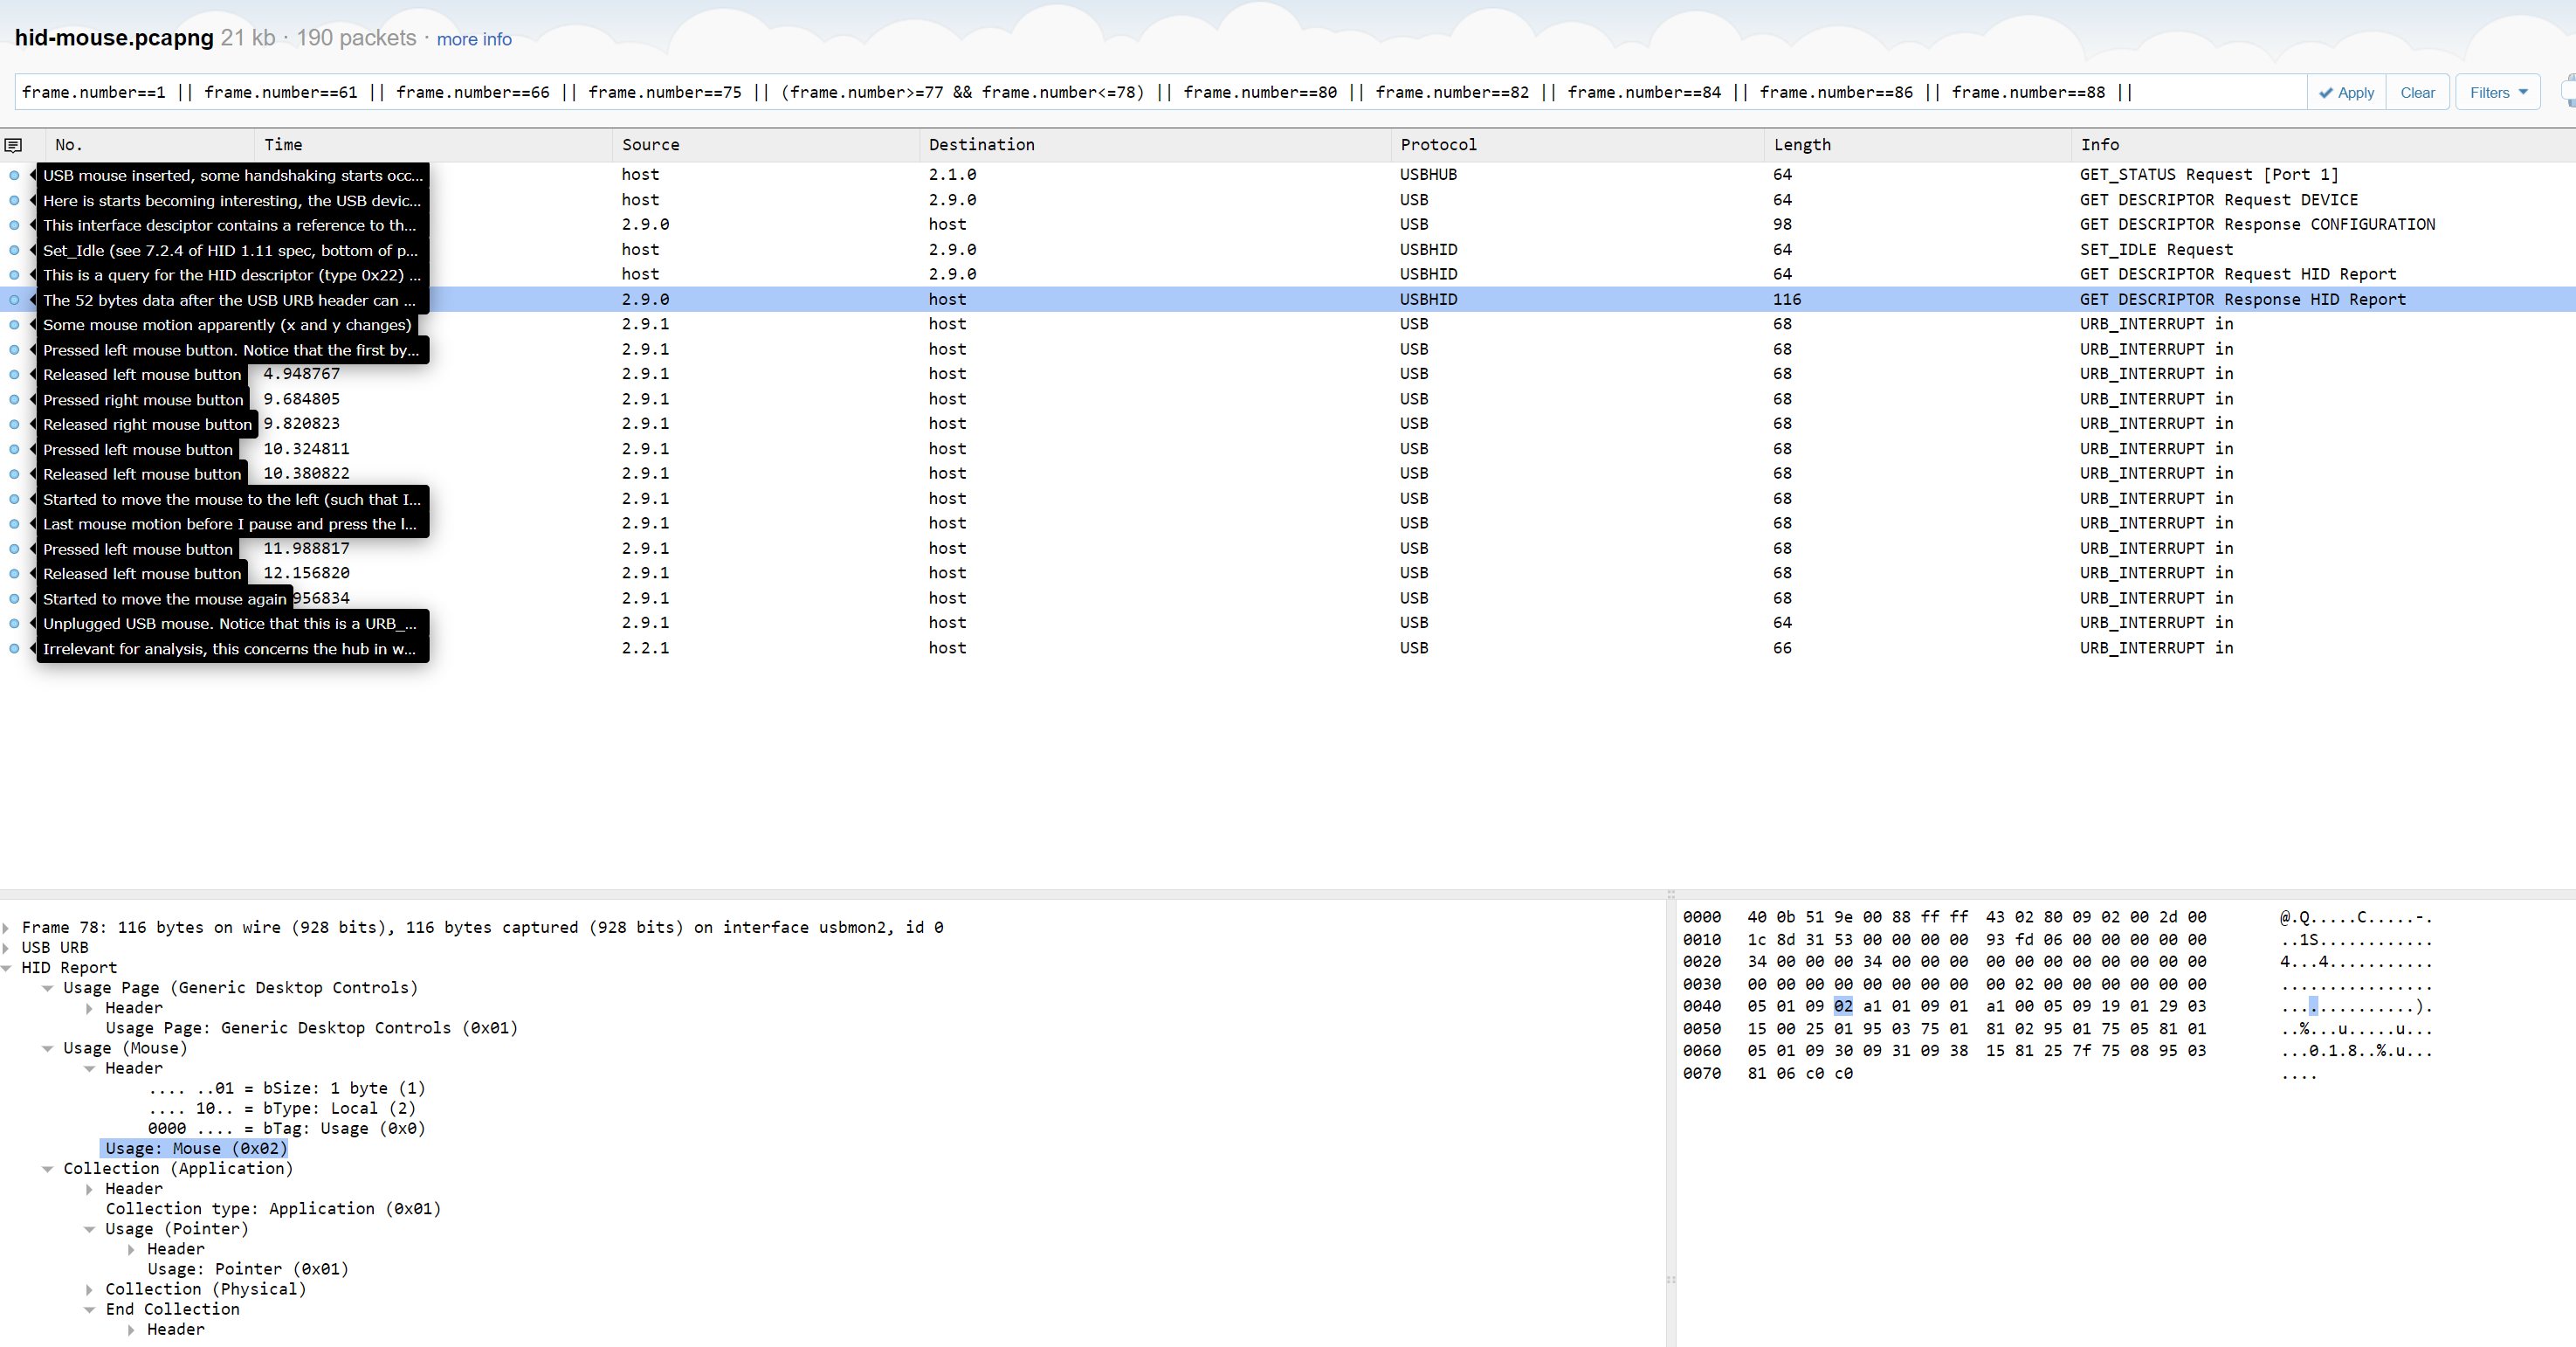 hid-mouse.pcapng 21 kb · 190 packets · more info
frame.number==1 || frame.number==61 || frame.number==66 || frame.number==75 || (frame.number>=77 && frame.number<=78) || frame.number==80 || frame.number==82 || frame.number==84 || frame.number==86 || frame.number==88 || Apply Clear Filters
No. Time Source Destination Protocol Length Info
USB mouse inserted, some handshaking starts occ... host 2.1.0 USBHUB 64 GET_STATUS Request [Port 1]
Here is starts becoming interesting, the USB devic... host 2.9.0 USB 64 GET DESCRIPTOR Request DEVICE
This interface desciptor contains a reference to th... 2.9.0 host USB 98 GET DESCRIPTOR Response CONFIGURATION
Set_Idle (see 7.2.4 of HID 1.11 spec, bottom of p... host 2.9.0 USBHID 64 SET_IDLE Request
This is a query for the HID descriptor (type 0x22) ... host 2.9.0 USBHID 64 GET DESCRIPTOR Request HID Report
The 52 bytes data after the USB URB header can ... 2.9.0 host USBHID 116 GET DESCRIPTOR Response HID Report
Some mouse motion apparently (x and y changes) 2.9.1 host USB 68 URB_INTERRUPT in
Pressed left mouse button. Notice that the first by... 2.9.1 host USB 68 URB_INTERRUPT in
Released left mouse button 4.948767 2.9.1 host USB 68 URB_INTERRUPT in
Pressed right mouse button 9.684805 2.9.1 host USB 68 URB_INTERRUPT in
Released right mouse button 9.820823 2.9.1 host USB 68 URB_INTERRUPT in
Pressed left mouse button 10.324811 2.9.1 host USB 68 URB_INTERRUPT in
Released left mouse button 10.380822 2.9.1 host USB 68 URB_INTERRUPT in
Started to move the mouse to the left (such that I... 2.9.1 host USB 68 URB_INTERRUPT in
Last mouse motion before I pause and press the l... 2.9.1 host USB 68 URB_INTERRUPT in
Pressed left mouse button 11.988817 2.9.1 host USB 68 URB_INTERRUPT in
Released left mouse button 12.156820 2.9.1 host USB 68 URB_INTERRUPT in
Started to move the mouse again 956834 2.9.1 host USB 68 URB_INTERRUPT in
Unplugged USB mouse. Notice that this is a URB_... 2.9.1 host USB 64 URB_INTERRUPT in
Irrelevant for analysis, this concerns the hub in w... 2.2.1 host USB 66 URB_INTERRUPT in
Frame 78: 116 bytes on wire (928 bits), 116 bytes captured (928 bits) on interface usbmon2, id 0
USB URB
HID Report
Usage Page (Generic Desktop Controls)
Header
Usage Page: Generic Desktop Controls (0x01)
Usage (Mouse)
Header
.... ..01 = bSize: 1 byte (1)
.... 10.. = bType: Local (2)
0000 .... = bTag: Usage (0x0)
Usage: Mouse (0x02)
Collection (Application)
Header
Collection type: Application (0x01)
Usage (Pointer)
Header
Usage: Pointer (0x01)
Collection (Physical)
End Collection
Header
0000 40 0b 51 9e 00 88 ff ff 43 02 80 09 02 00 2d 00 @.Q.....C.....-.
0010 1c 8d 31 53 00 00 00 00 93 fd 06 00 00 00 00 00 ..1S............
0020 34 00 00 00 34 00 00 00 00 00 00 00 00 00 00 00 4...4...........
0030 00 00 00 00 00 00 00 00 00 02 00 00 00 00 00 00 ................
0040 05 01 09 02 a1 01 09 01 a1 00 05 09 19 01 29 03 ..............).
0050 15 00 25 01 95 03 75 01 81 02 95 01 75 05 81 01 ..%...u.....u...
0060 05 01 09 30 09 31 09 38 15 81 25 7f 75 08 95 03 ...0.1.8..%.u...
0070 81 06 c0 c0 ....